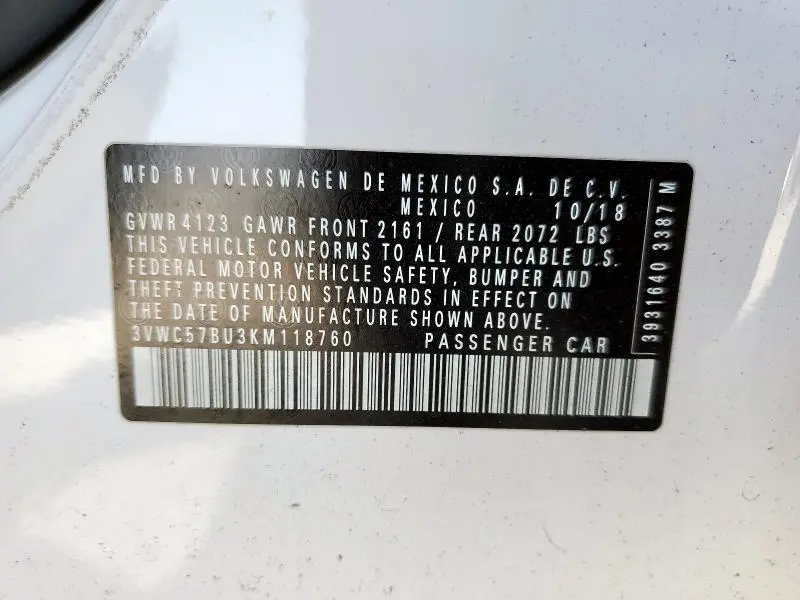 MFD BY VOLKSWAGEN DE MEXICO S.A. DE C.V.
MEXICO 10/18
GVWR 4123 GAWR FRONT 2161 / REAR 2072 LBS
THIS VEHICLE CONFORMS TO ALL APPLICABLE U.S.
FEDERAL MOTOR VEHICLE SAFETY, BUMPER AND
THEFT PREVENTION STANDARDS IN EFFECT ON
THE DATE OF MANUFACTURE SHOWN ABOVE.
3VWC57BU3KM118760 PASSENGER CAR
3931640 3387 M